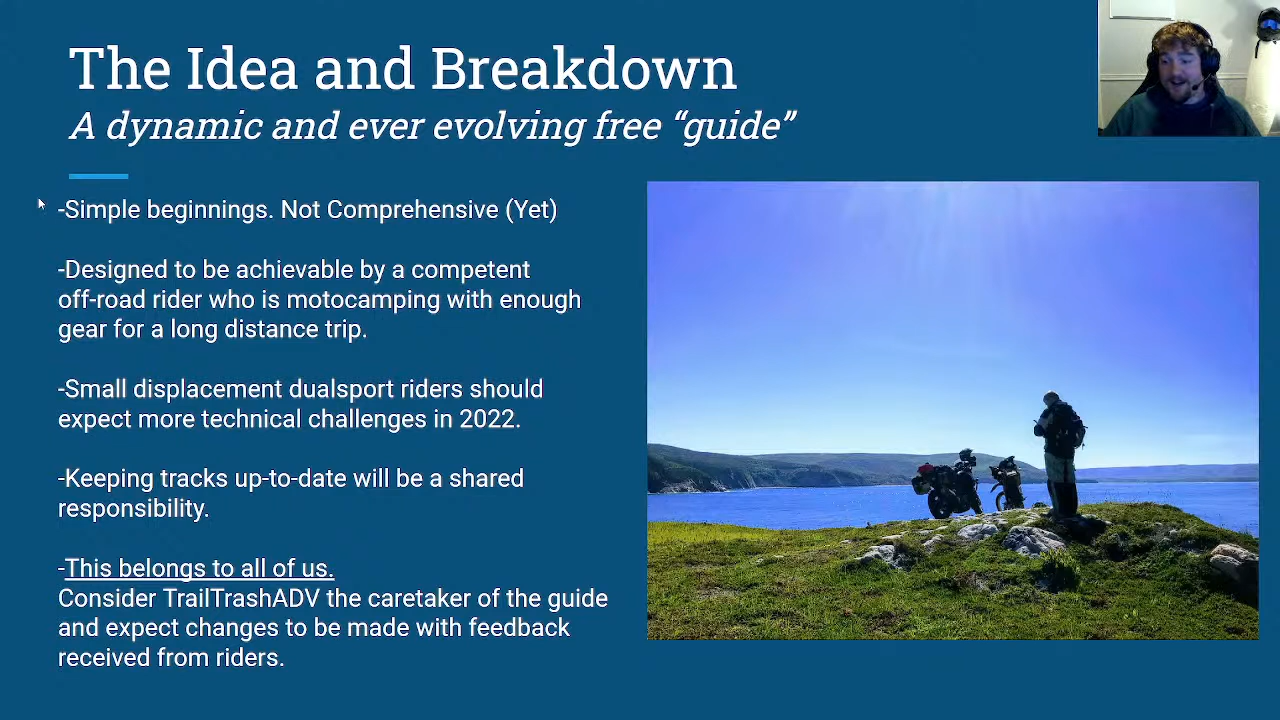 The Idea and Breakdown
A dynamic and ever evolving free “guide”
-Simple beginnings. Not Comprehensive (Yet)
-Designed to be achievable by a competent
off-road rider who is motocamping with enough
gear for a long distance trip.
-Small displacement dualsport riders should
expect more technical challenges in 2022.
-Keeping tracks up-to-date will be a shared
responsibility.
-This belongs to all of us.
Consider TrailTrashADV the caretaker of the guide
and expect changes to be made with feedback
received from riders.